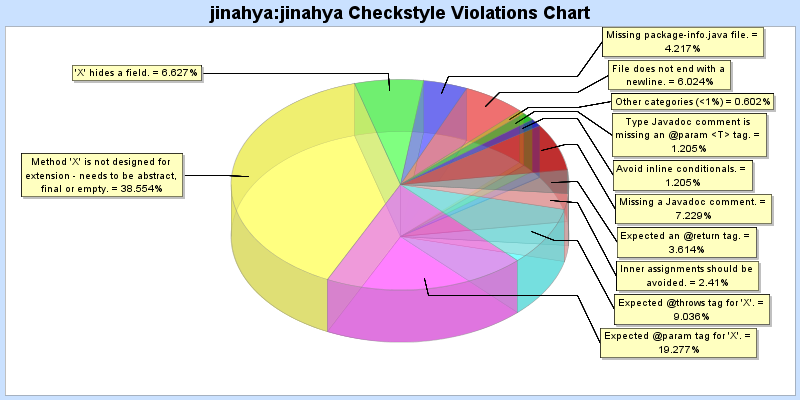 jinahya:jinahya Checkstyle Violations Chart
Missing package-info.java file. =
4.217%
File does not end with a
newline. = 6.024%
'X' hides a field. = 6.627%
Other categories (<1%) = 0.602%
Type Javadoc comment is
missing an @param <T> tag. =
1.205%
Method 'X' is not designed for
extension - needs to be abstract,
final or empty. = 38.554%
Avoid inline conditionals. =
1.205%
Missing a Javadoc comment. =
7.229%
Expected an @return tag. =
3.614%
Inner assignments should be
avoided. = 2.41%
Expected @throws tag for 'X'. =
9.036%
Expected @param tag for 'X'. =
19.277%